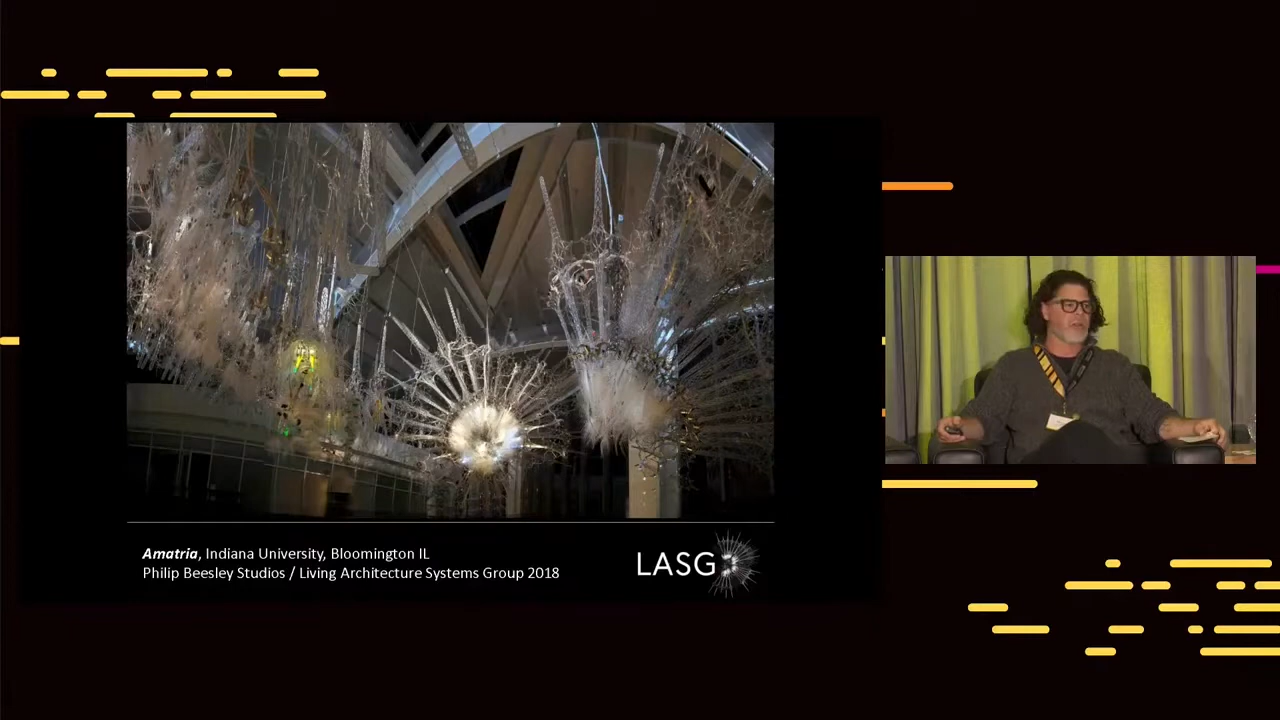 Amatria, Indiana University, Bloomington IL
Philip Beesley Studios / Living Architecture Systems Group 2018
LASG